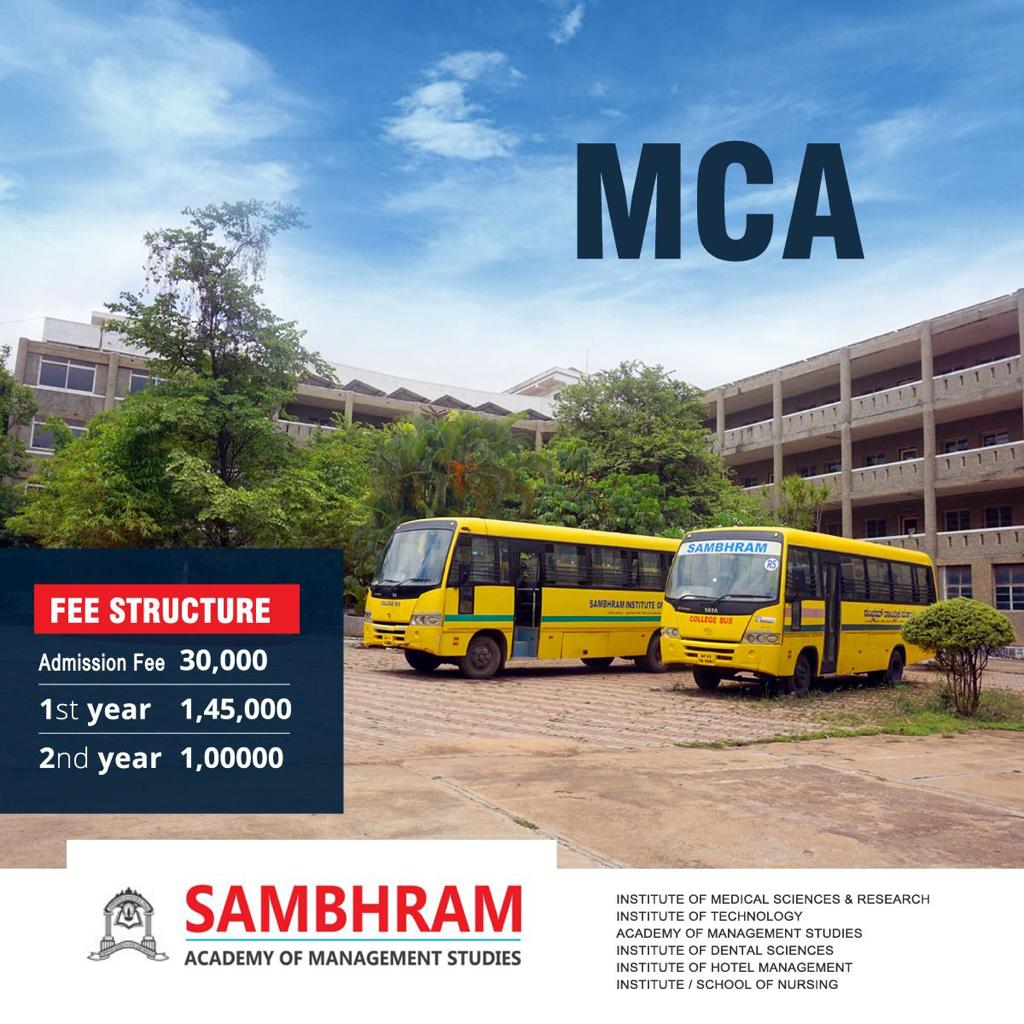 MCA
SAMBHRAM
R5
TATA
COLLEGE BUS
COLLEGE BUS
SAMBHRAM INSTITUTE OF
FEE STRUCTURE
Admission Fee 30,000
1st year 1,45,000
2nd year 1,00000
SAMBHRAM
ACADEMY OF MANAGEMENT STUDIES
INSTITUTE OF MEDICAL SCIENCES & RESEARCH
INSTITUTE OF TECHNOLOGY
ACADEMY OF MANAGEMENT STUDIES
INSTITUTE OF DENTAL SCIENCES
INSTITUTE OF HOTEL MANAGEMENT
INSTITUTE / SCHOOL OF NURSING